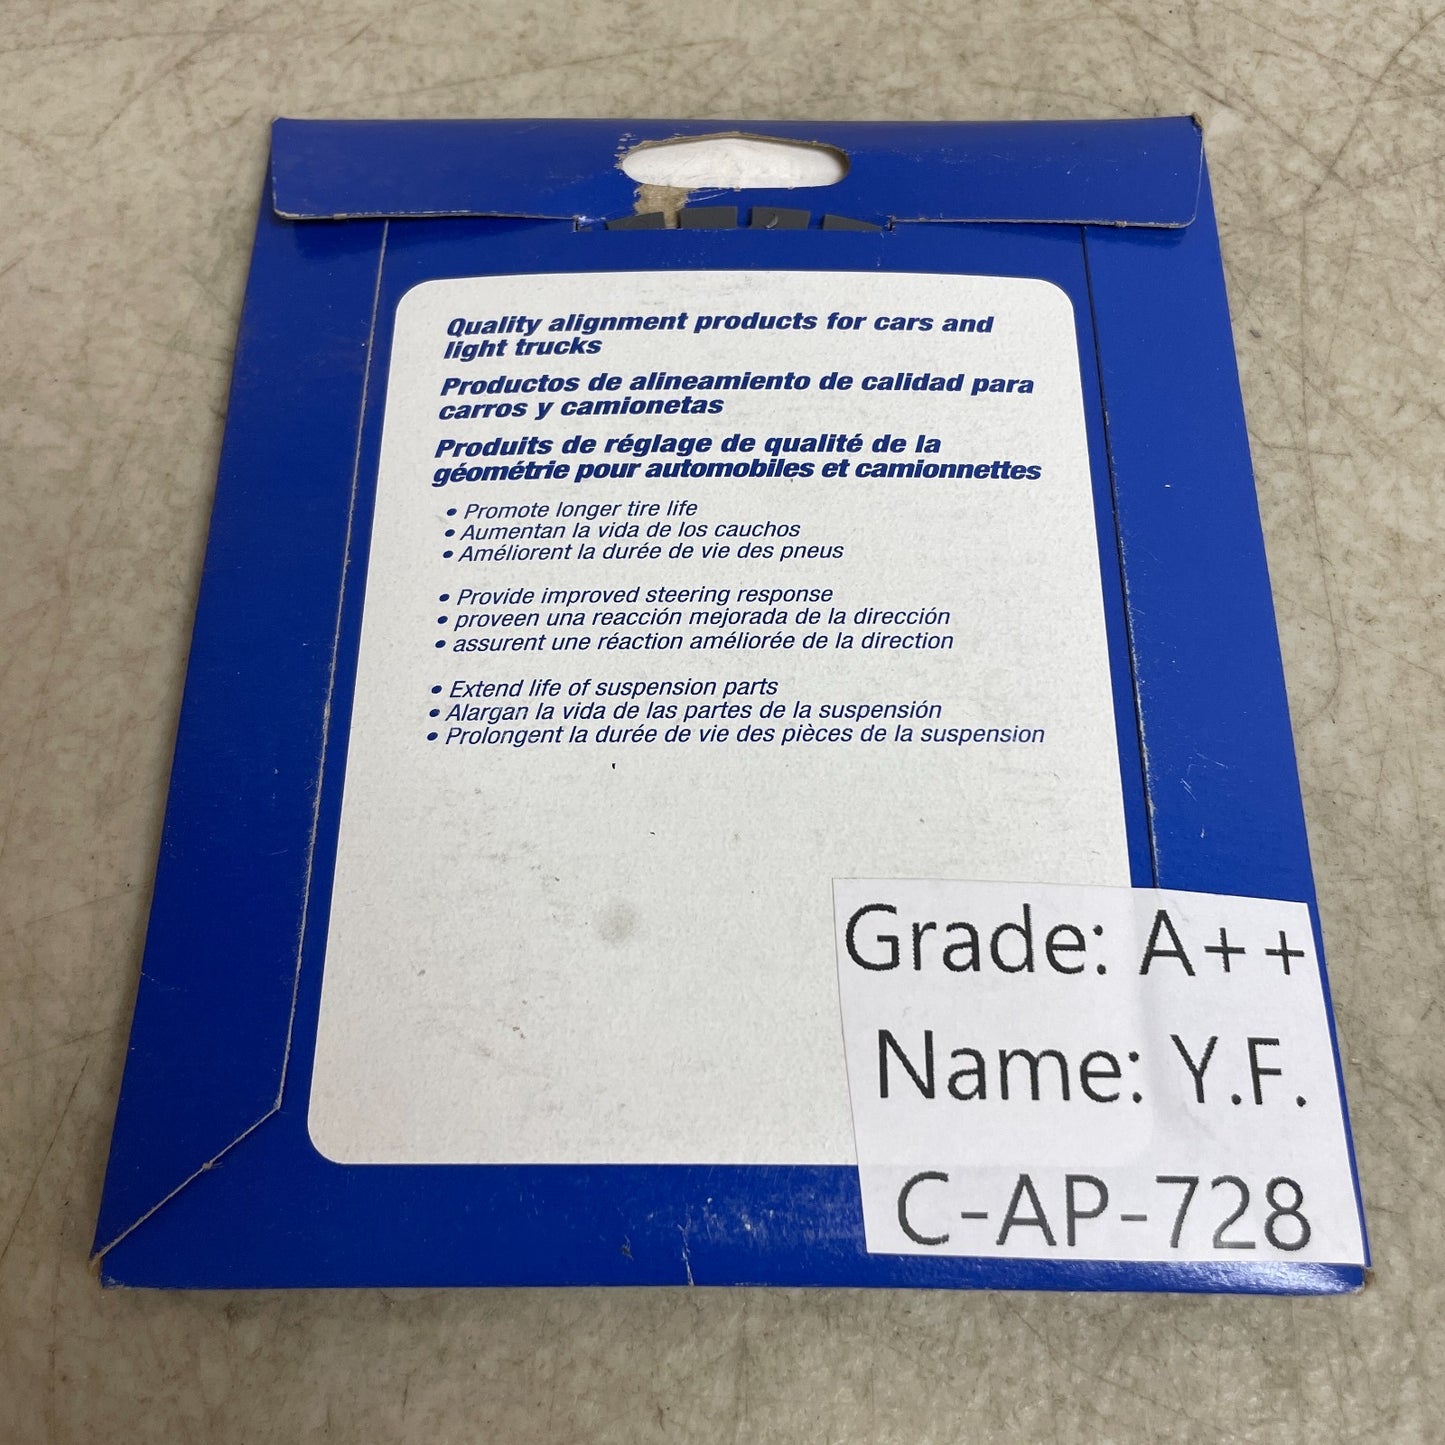 Quality alignment products for cars and
light trucks
Productos de alineamiento de calidad para
carros y camionetas
Produits de réglage de qualité de la
géométrie pour automobiles et camionnettes
• Promote longer tire life
• Aumentan la vida de los cauchos
• Améliorent la durée de vie des pneus
• Provide improved steering response
• proveen una reacción mejorada de la dirección
• assurent une réaction améliorée de la direction
• Extend life of suspension parts
• Alargan la vida de las partes de la suspensión
• Prolongent la durée de vie des pièces de la suspension
Grade: A++
Name: Y.F.
C-AP-728